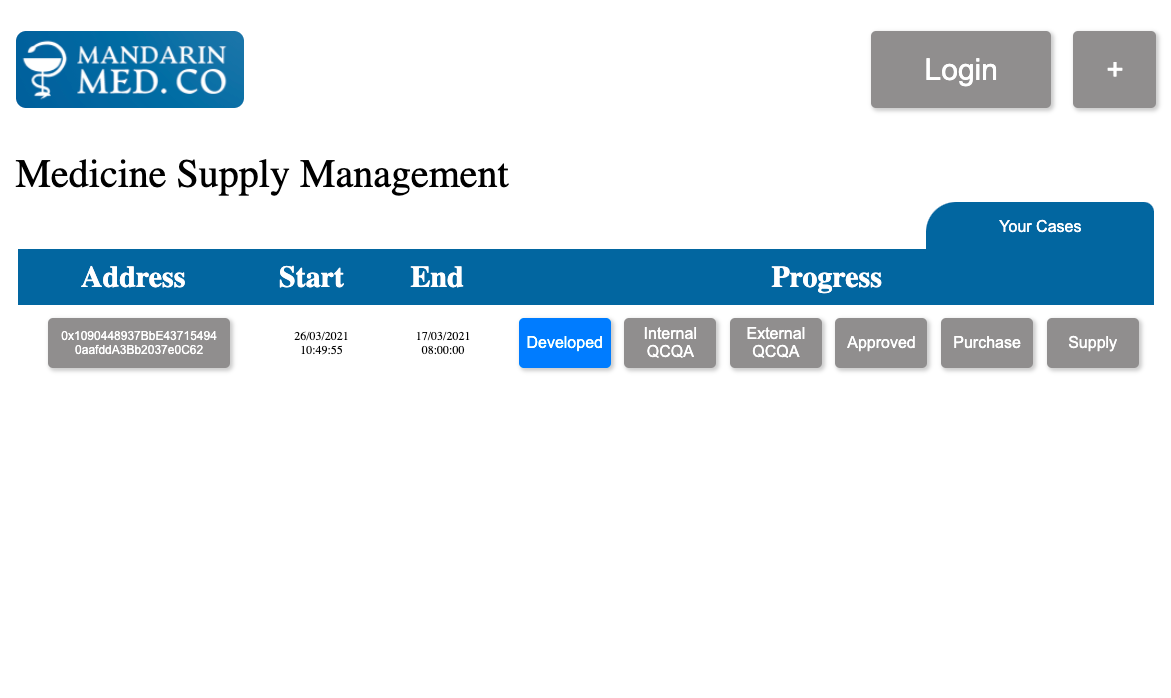 MANDARIN
MED.CO
Login
+
Medicine Supply Management
Your Cases
Address Start End Progress
0x1090448937BbE43715494
0aafddA3Bb2037e0C62
26/03/2021
10:49:55
17/03/2021
08:00:00
Developed
Internal
QCQA
External
QCQA
Approved
Purchase
Supply